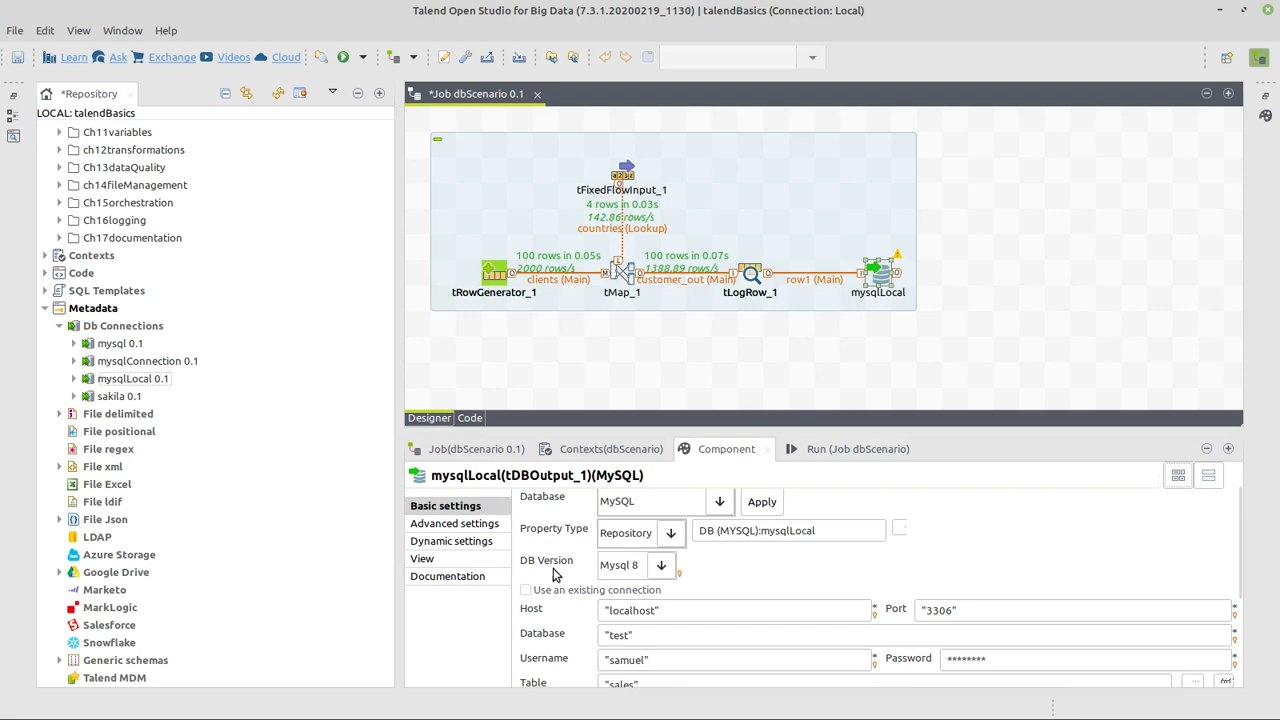 Talend Open Studio for Big Data (7.3.1.20200219_1130) | talendBasics (Connection: Local)
File Edit View Window Help
Learn Ask Exchange Videos Cloud
*Repository
LOCAL: talendBasics
Ch11variables
ch12transformations
Ch13dataQuality
ch14fileManagement
Ch15orchestration
Ch16logging
Ch17documentation
Contexts
Code
SQL Templates
Metadata
Db Connections
mysql 0.1
mysqlConnection 0.1
mysqlLocal 0.1
sakila 0.1
File delimited
File positional
File regex
File xml
File Excel
File ldif
File Json
LDAP
Azure Storage
Google Drive
Marketo
MarkLogic
Salesforce
Snowflake
Generic schemas
Talend MDM
*Job dbScenario 0.1
tFixedFlowInput_1
4 rows in 0.03s
142.86 rows/s
countries (Lookup)
100 rows in 0.05s 100 rows in 0.07s
2000 rows/s 1388.89 rows/s
clients (Main) customer_out (Main) row1 (Main)
tRowGenerator_1 tMap_1 tLogRow_1 mysqlLocal
Designer Code
Job(dbScenario 0.1) Contexts(dbScenario) Component Run (Job dbScenario)
mysqlLocal(tDBOutput_1)(MySQL)
Basic settings
Advanced settings
Dynamic settings
View
Documentation
Database MySQL Apply
Property Type Repository DB (MYSQL):mysqlLocal
DB Version Mysql 8
Use an existing connection
Host "localhost" Port "3306"
Database "test"
Username "samuel" Password ********
Table "sales"